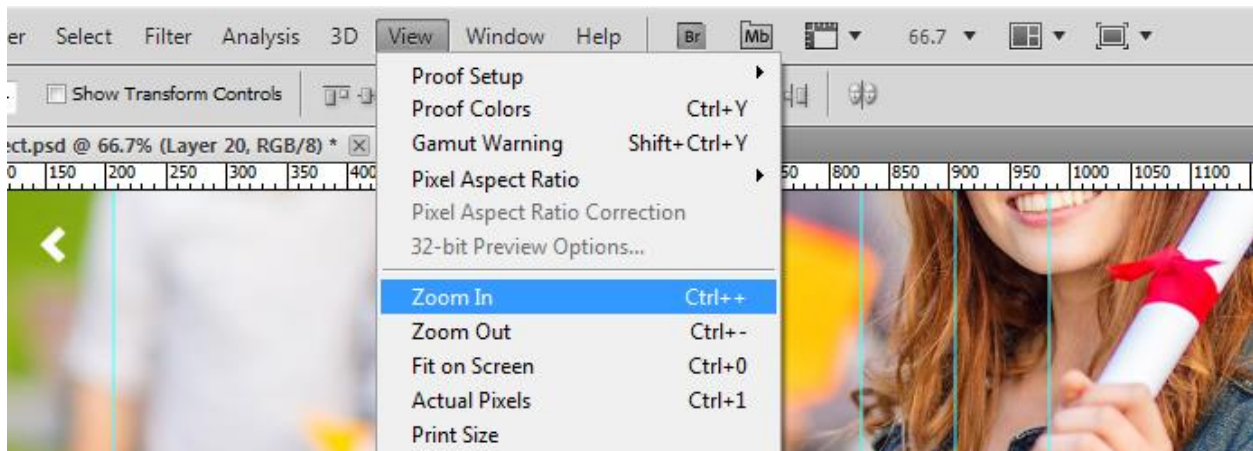 er Select Filter Analysis 3D View Window Help Br Mb 66.7
Show Transform Controls
ect.psd @ 66.7% (Layer 20, RGB/8) *
0 150 200 250 300 350 400 50 800 850 900 950 1000 1050 1100
Proof Setup
Proof Colors Ctrl+Y
Gamut Warning Shift+Ctrl+Y
Pixel Aspect Ratio
Pixel Aspect Ratio Correction
32-bit Preview Options...
Zoom In Ctrl++
Zoom Out Ctrl+-
Fit on Screen Ctrl+0
Actual Pixels Ctrl+1
Print Size